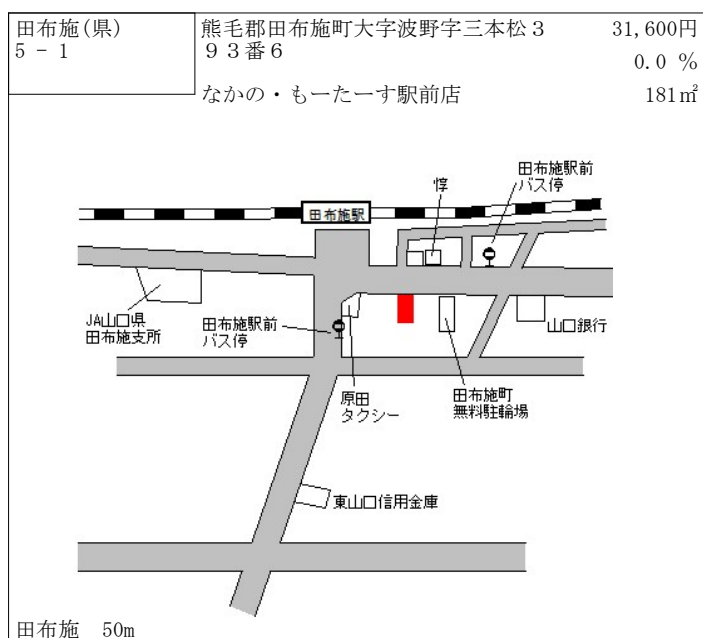 田布施(県)
5 - 1
熊毛郡田布施町大字波野字三本松３
９３番６
31,600円
0.0 %
なかの・もーたーす駅前店
181㎡
田布施駅前
バス停
惇
田布施駅
JA山口県
田布施支所
田布施駅前
バス停
山口銀行
原田
タクシー
田布施町
無料駐輪場
東山口信用金庫
田布施 50m